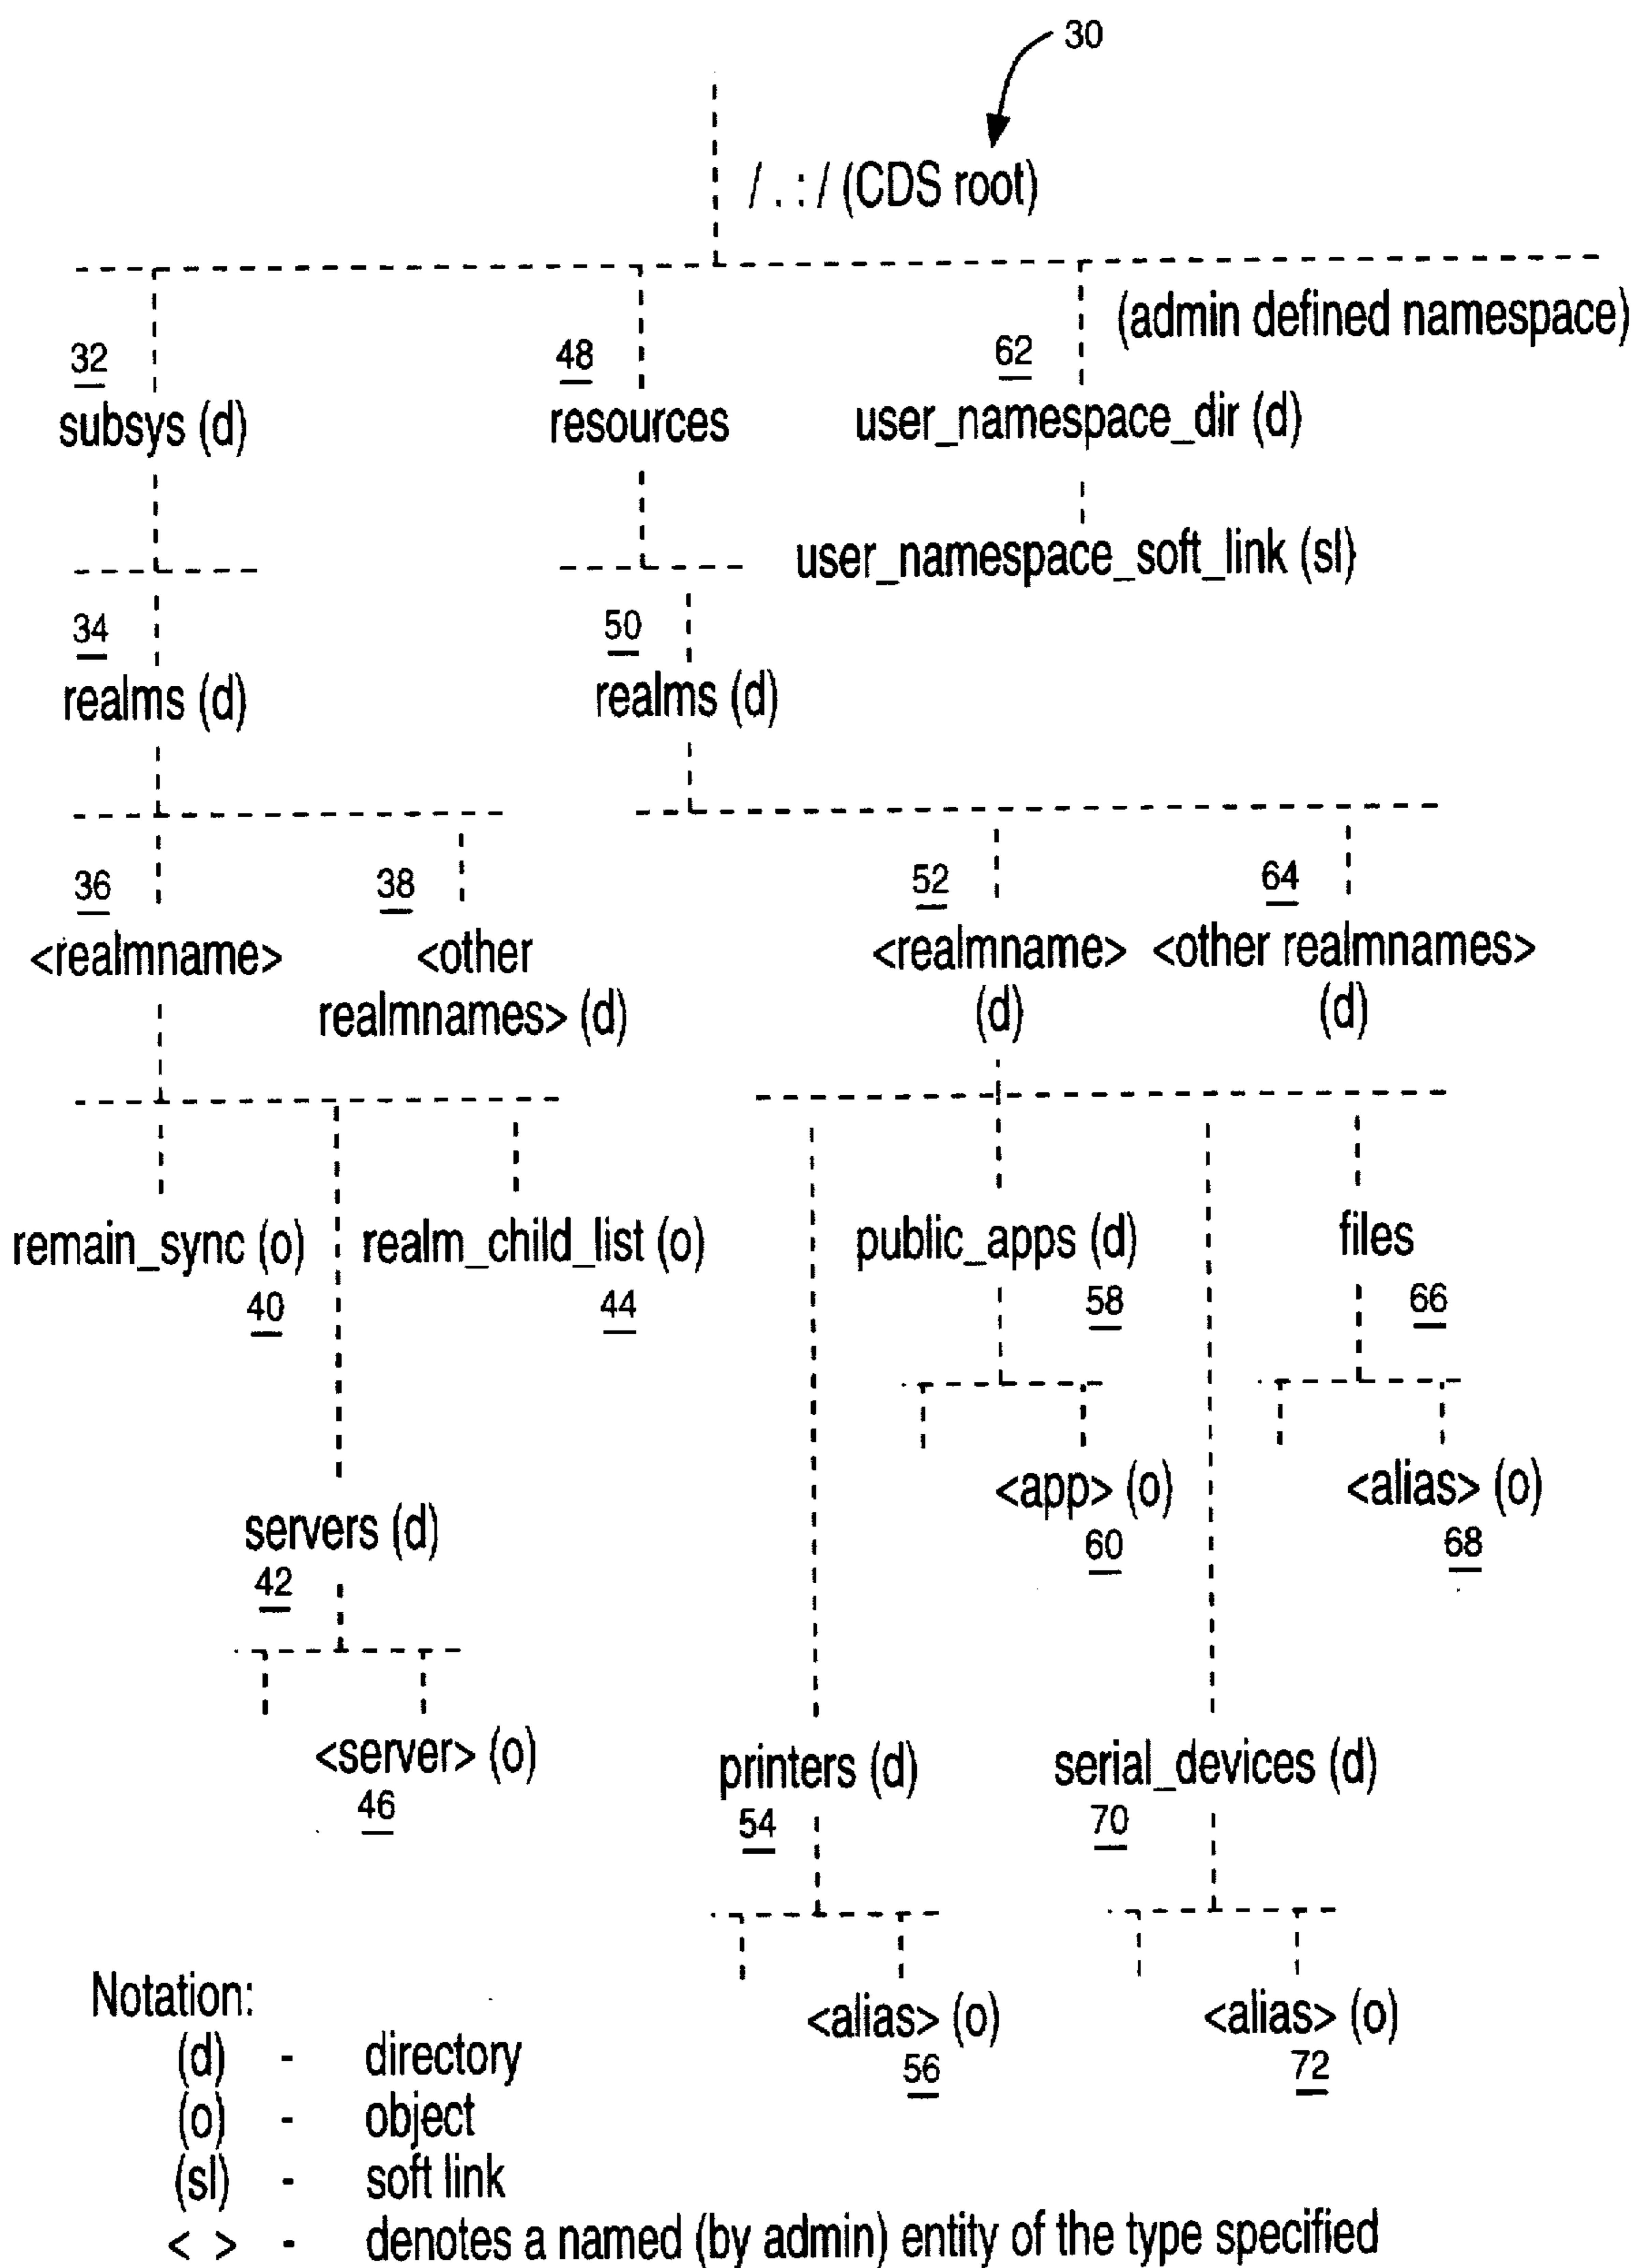 30
/.:/ (CDS root)
(admin defined namespace)
32 48 62
subsys (d) resources user_namespace_dir (d)
user_namespace_soft_link (sl)
34 50
realms (d) realms (d)
36 38 52 64
<realmname> <other realmnames> (d) <realmname> (d) <other realmnames> (d)
remain_sync (o) realm_child_list (o) public_apps (d) files
40 44 58 66
<app> (o) <alias> (o)
60 68
servers (d)
42
<server> (o) printers (d) serial_devices (d)
46 54 70
<alias> (o) <alias> (o)
56 72
Notation:
(d) - directory
(o) - object
(sl) - soft link
< > - denotes a named (by admin) entity of the type specified